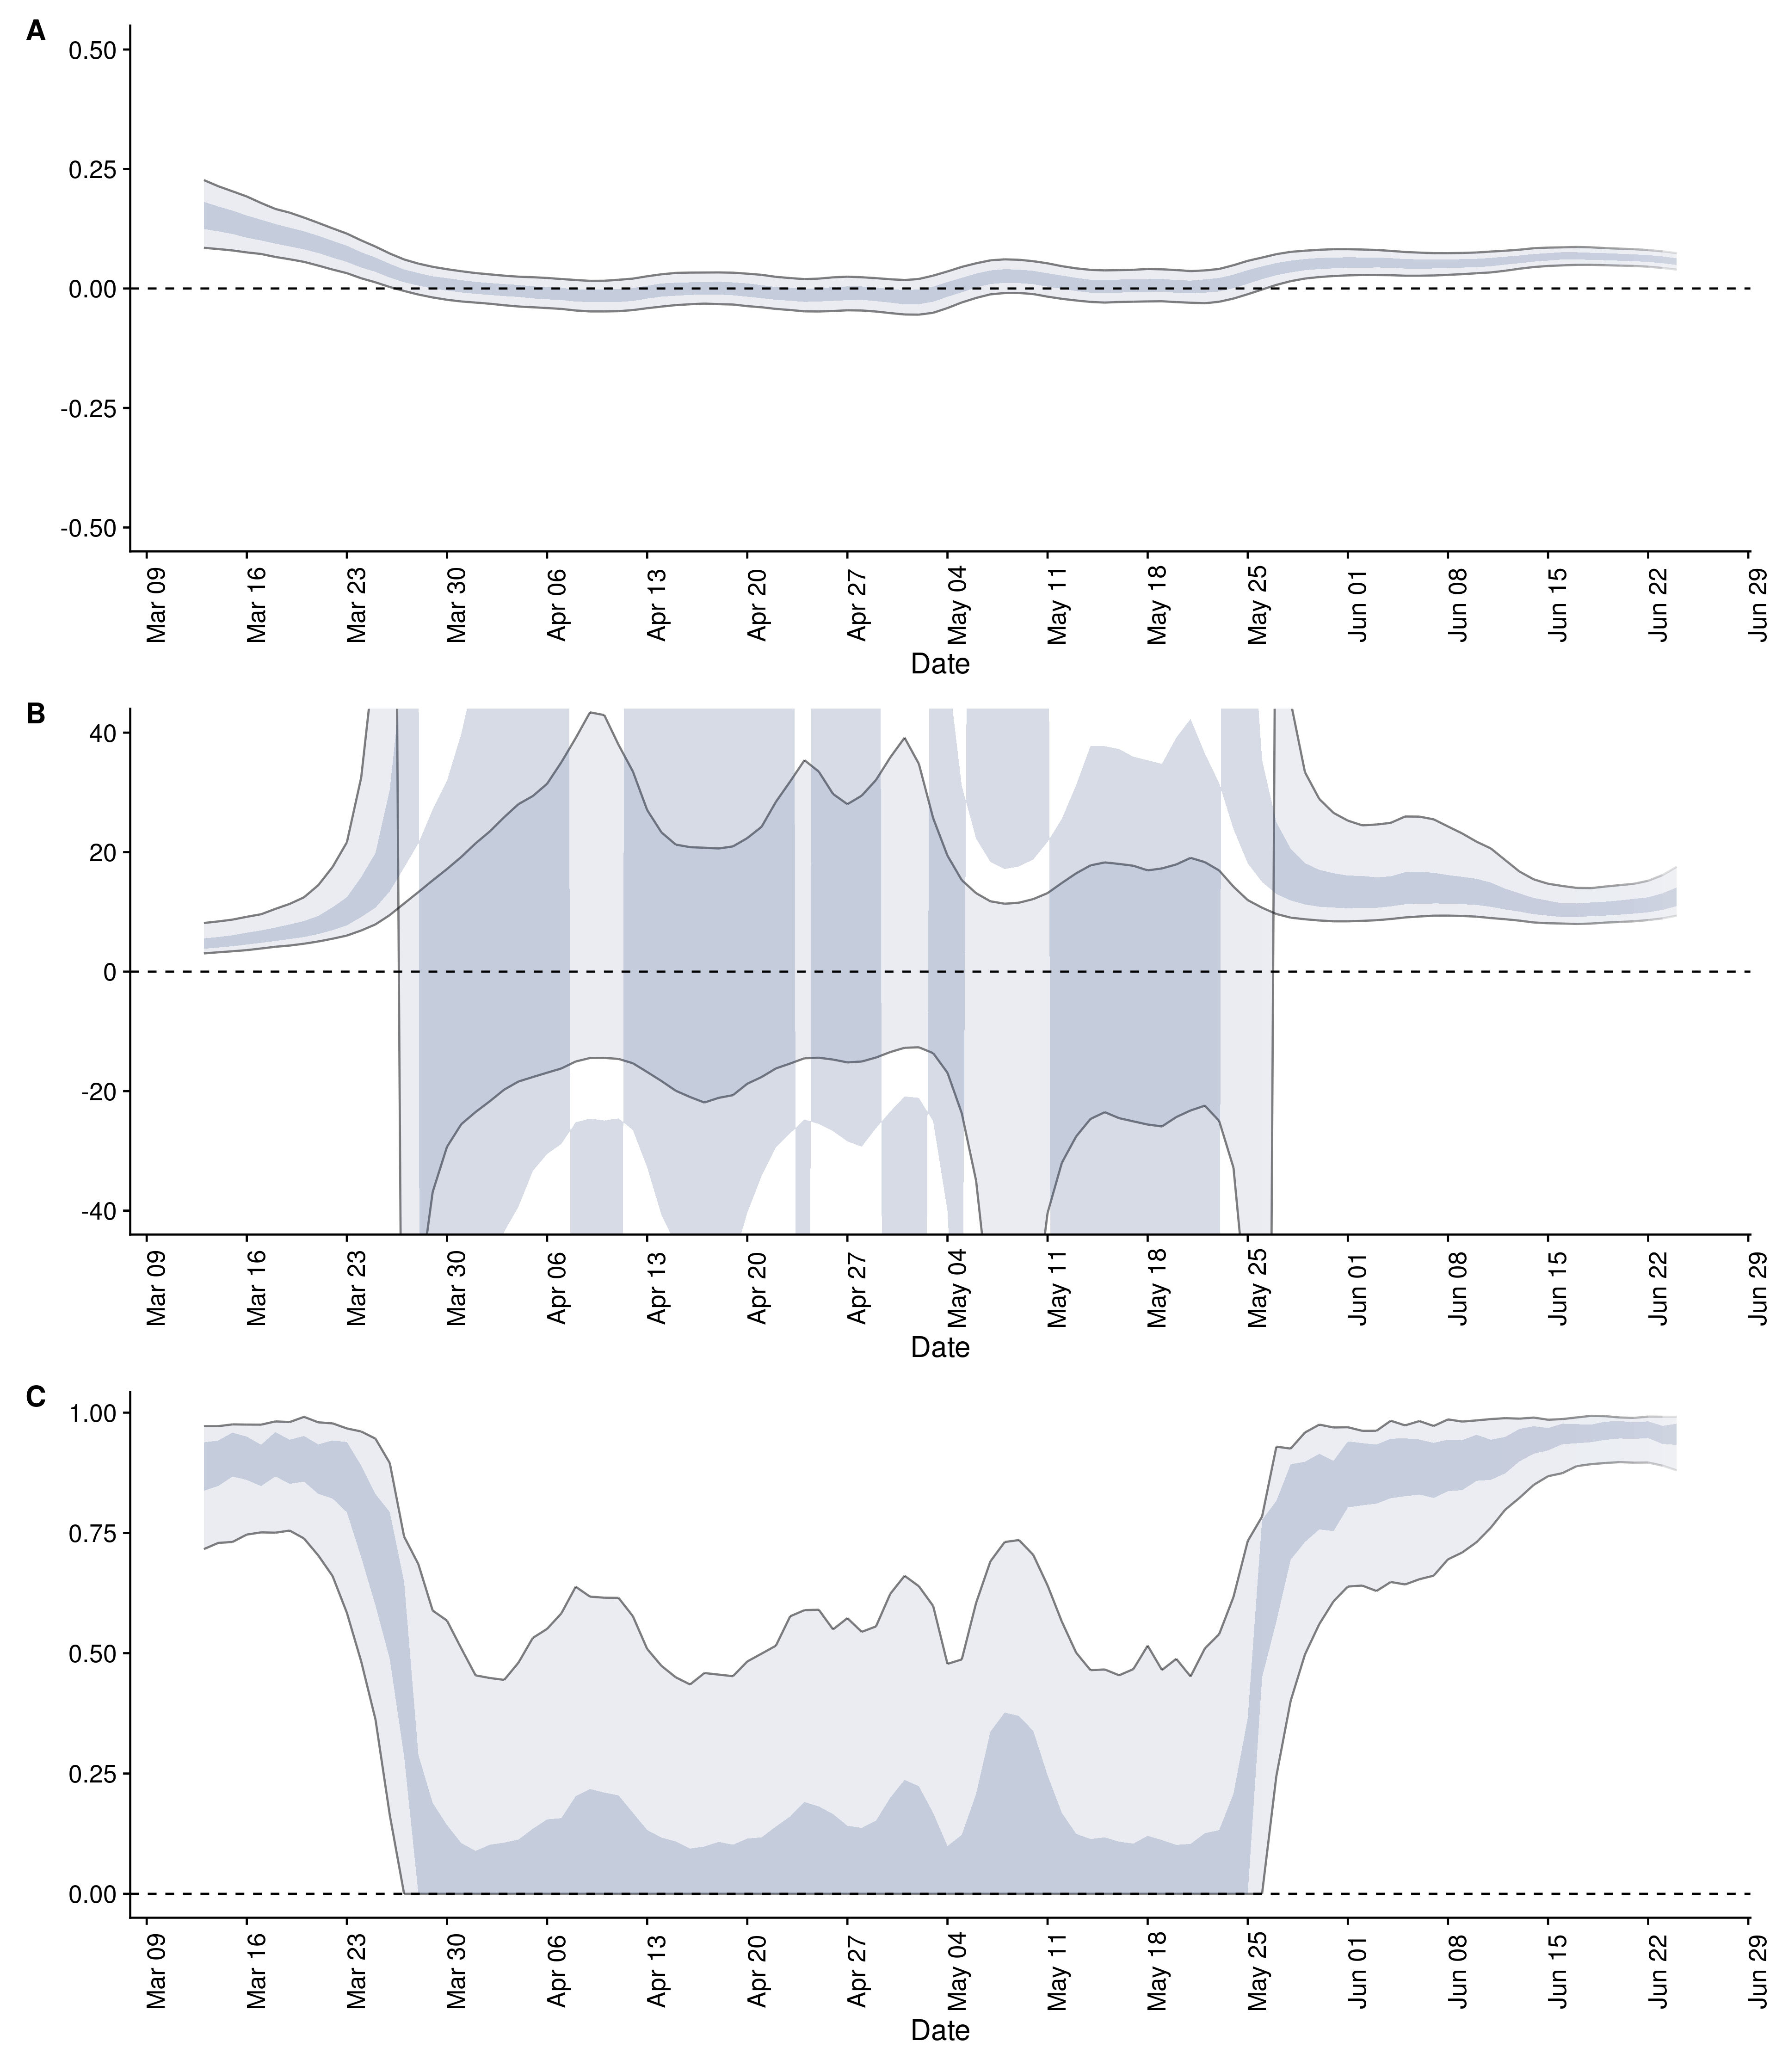 A
0.50
0.25
0.00
-0.25
-0.50
Mar 09
Mar 16
Mar 23
Mar 30
Apr 06
Apr 13
Apr 20
Apr 27
May 04
May 11
May 18
May 25
Jun 01
Jun 08
Jun 15
Jun 22
Jun 29
Date
B
40
20
0
-20
-40
Mar 09
Mar 16
Mar 23
Mar 30
Apr 06
Apr 13
Apr 20
Apr 27
May 04
May 11
May 18
May 25
Jun 01
Jun 08
Jun 15
Jun 22
Jun 29
Date
C
1.00
0.75
0.50
0.25
0.00
Mar 09
Mar 16
Mar 23
Mar 30
Apr 06
Apr 13
Apr 20
Apr 27
May 04
May 11
May 18
May 25
Jun 01
Jun 08
Jun 15
Jun 22
Jun 29
Date